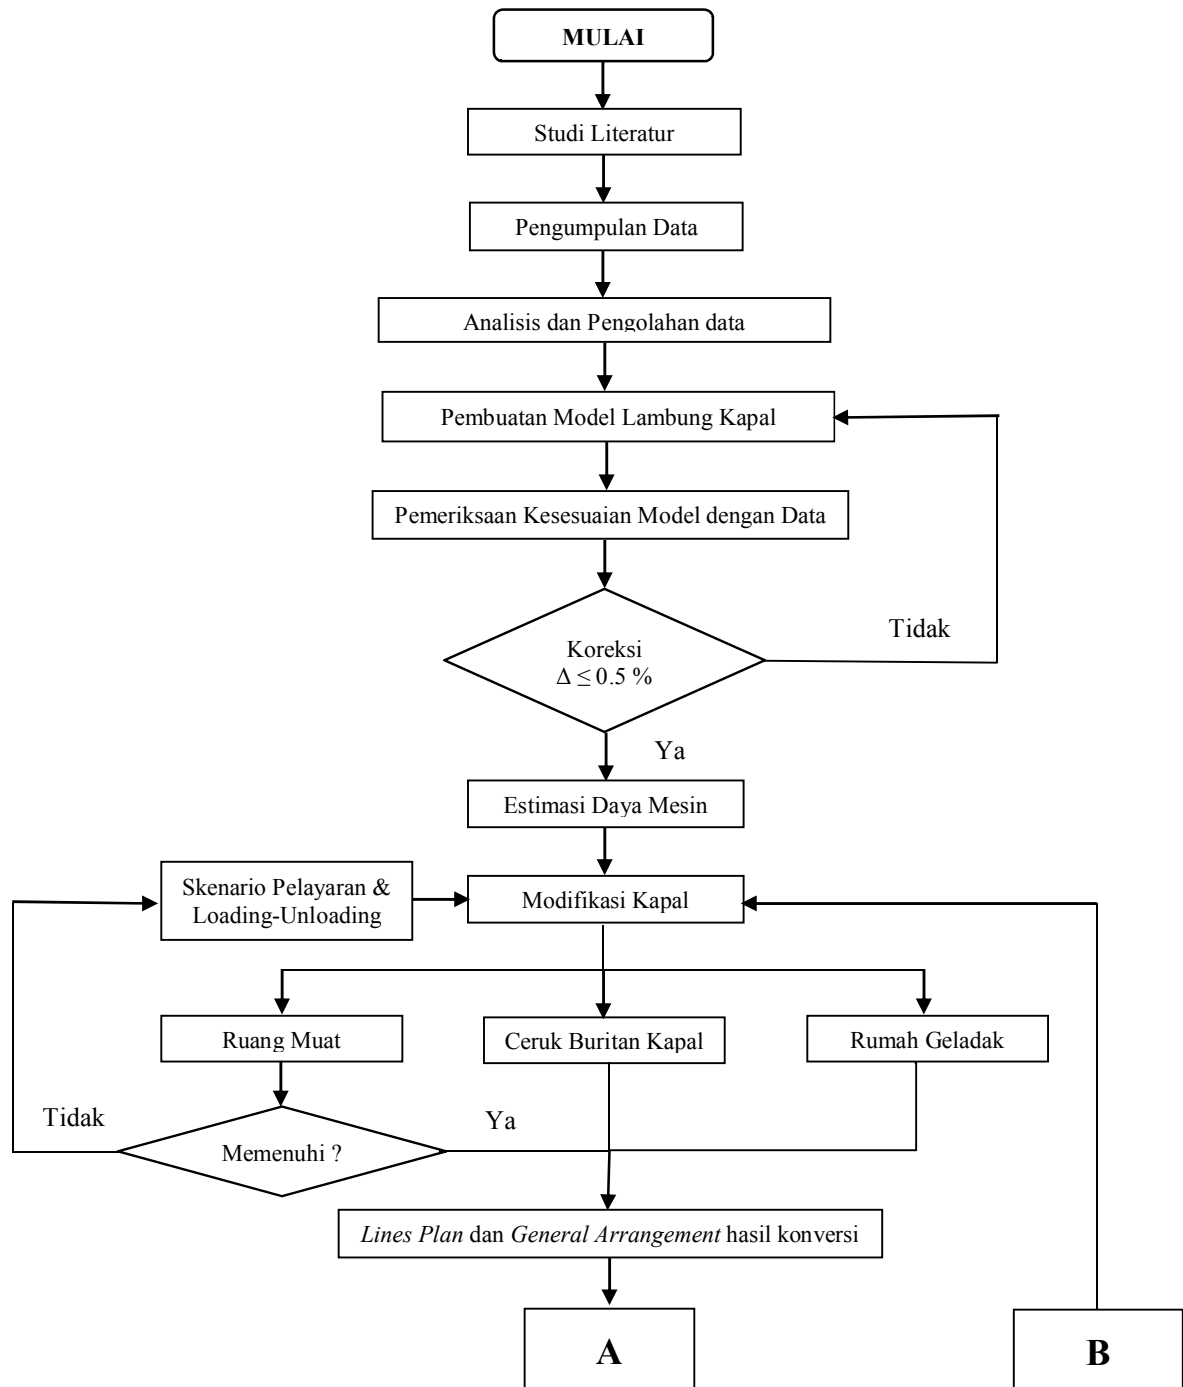 MULAI
Studi Literatur
Pengumpulan Data
Analisis dan Pengolahan data
Pembuatan Model Lambung Kapal
Pemeriksaan Kesesuaian Model dengan Data
Tidak
Koreksi
Δ ≤ 0.5 %
Ya
Estimasi Daya Mesin
Skenario Pelayaran &
Loading-Unloading
Modifikasi Kapal
Ruang Muat
Ceruk Buritan Kapal
Rumah Geladak
Tidak
Ya
Memenuhi ?
Lines Plan dan General Arrangement hasil konversi
A
B